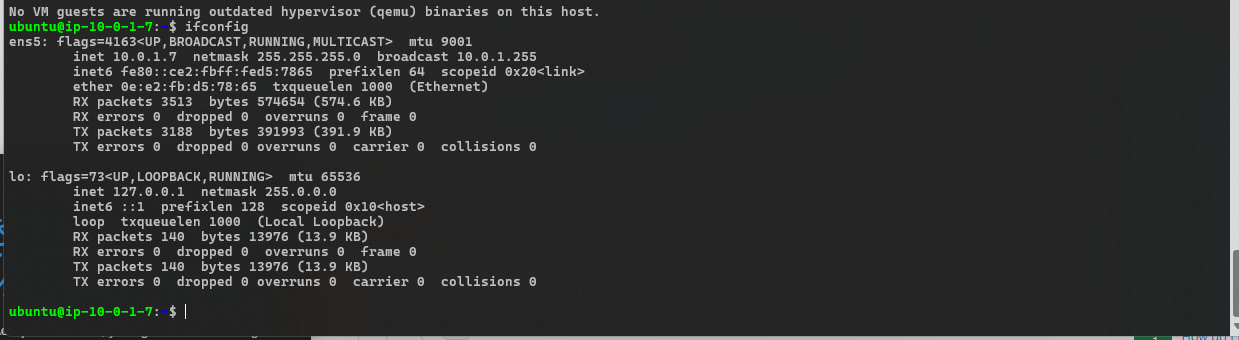 No VM guests are running outdated hypervisor (qemu) binaries on this host.
ubuntu@ip-10-0-1-7:~$ ifconfig
ens5: flags=4163<UP,BROADCAST,RUNNING,MULTICAST>  mtu 9001
        inet 10.0.1.7  netmask 255.255.255.0  broadcast 10.0.1.255
        inet6 fe80::ce2:fbff:fed5:7865  prefixlen 64  scopeid 0x20<link>
        ether 0e:e2:fb:d5:78:65  txqueuelen 1000  (Ethernet)
        RX packets 3513  bytes 574654 (574.6 KB)
        RX errors 0  dropped 0  overruns 0  frame 0
        TX packets 3188  bytes 391993 (391.9 KB)
        TX errors 0  dropped 0 overruns 0  carrier 0  collisions 0

lo: flags=73<UP,LOOPBACK,RUNNING>  mtu 65536
        inet 127.0.0.1  netmask 255.0.0.0
        inet6 ::1  prefixlen 128  scopeid 0x10<host>
        loop  txqueuelen 1000  (Local Loopback)
        RX packets 140  bytes 13976 (13.9 KB)
        RX errors 0  dropped 0  overruns 0  frame 0
        TX packets 140  bytes 13976 (13.9 KB)
        TX errors 0  dropped 0 overruns 0  carrier 0  collisions 0

ubuntu@ip-10-0-1-7:~$